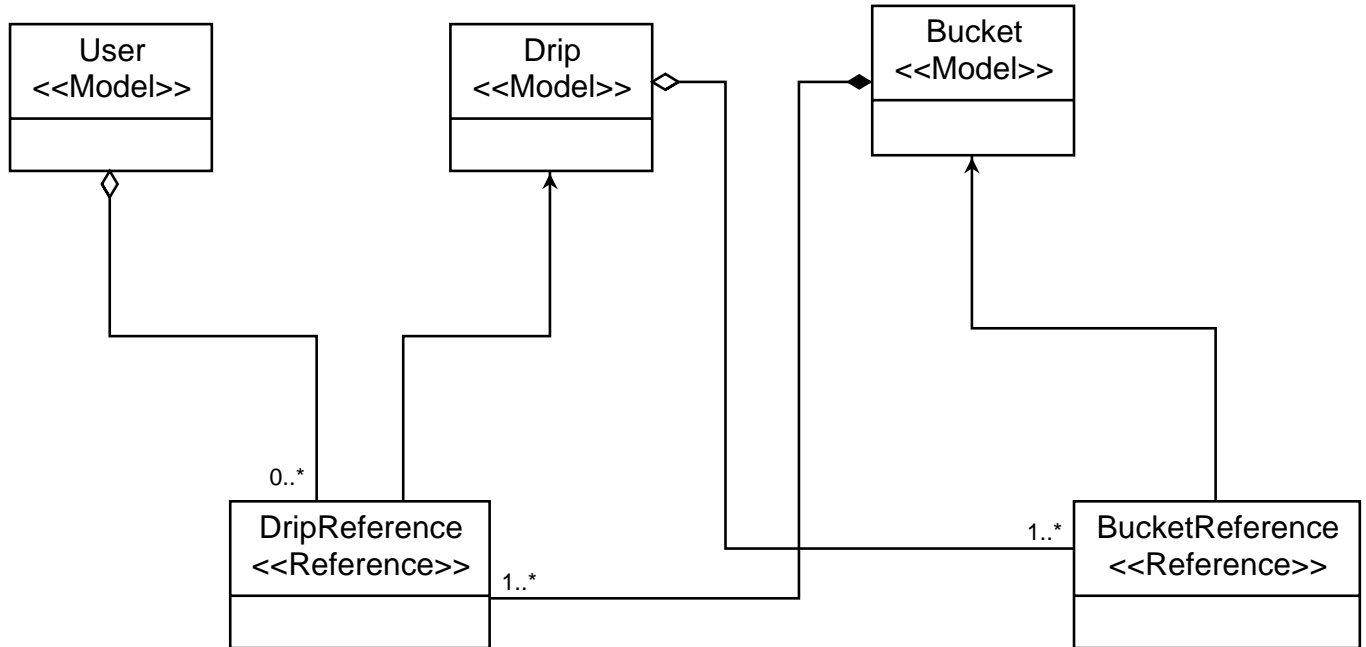 User
<<Model>>
Drip
<<Model>>
Bucket
<<Model>>
0..*
DripReference
<<Reference>>
1..*
1..*
BucketReference
<<Reference>>